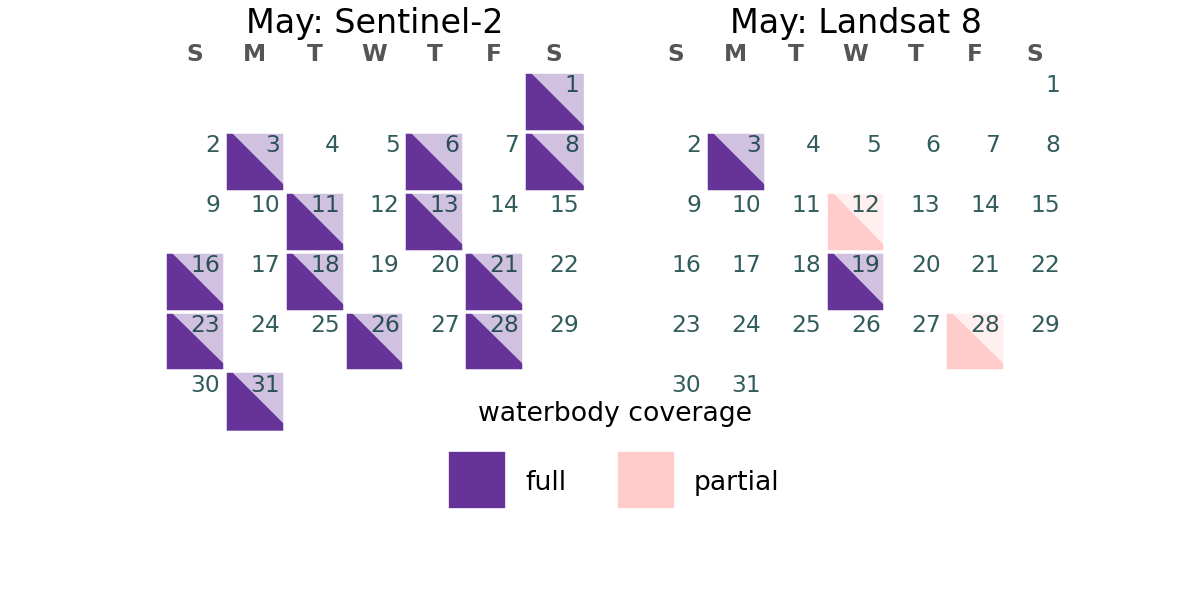 May: Sentinel-2
S M T W T F S
1
2 3 4 5 6 7 8
9 10 11 12 13 14 15
16 17 18 19 20 21 22
23 24 25 26 27 28 29
30 31
May: Landsat 8
S M T W T F S
1
2 3 4 5 6 7 8
9 10 11 12 13 14 15
16 17 18 19 20 21 22
23 24 25 26 27 28 29
30 31
waterbody coverage
full partial